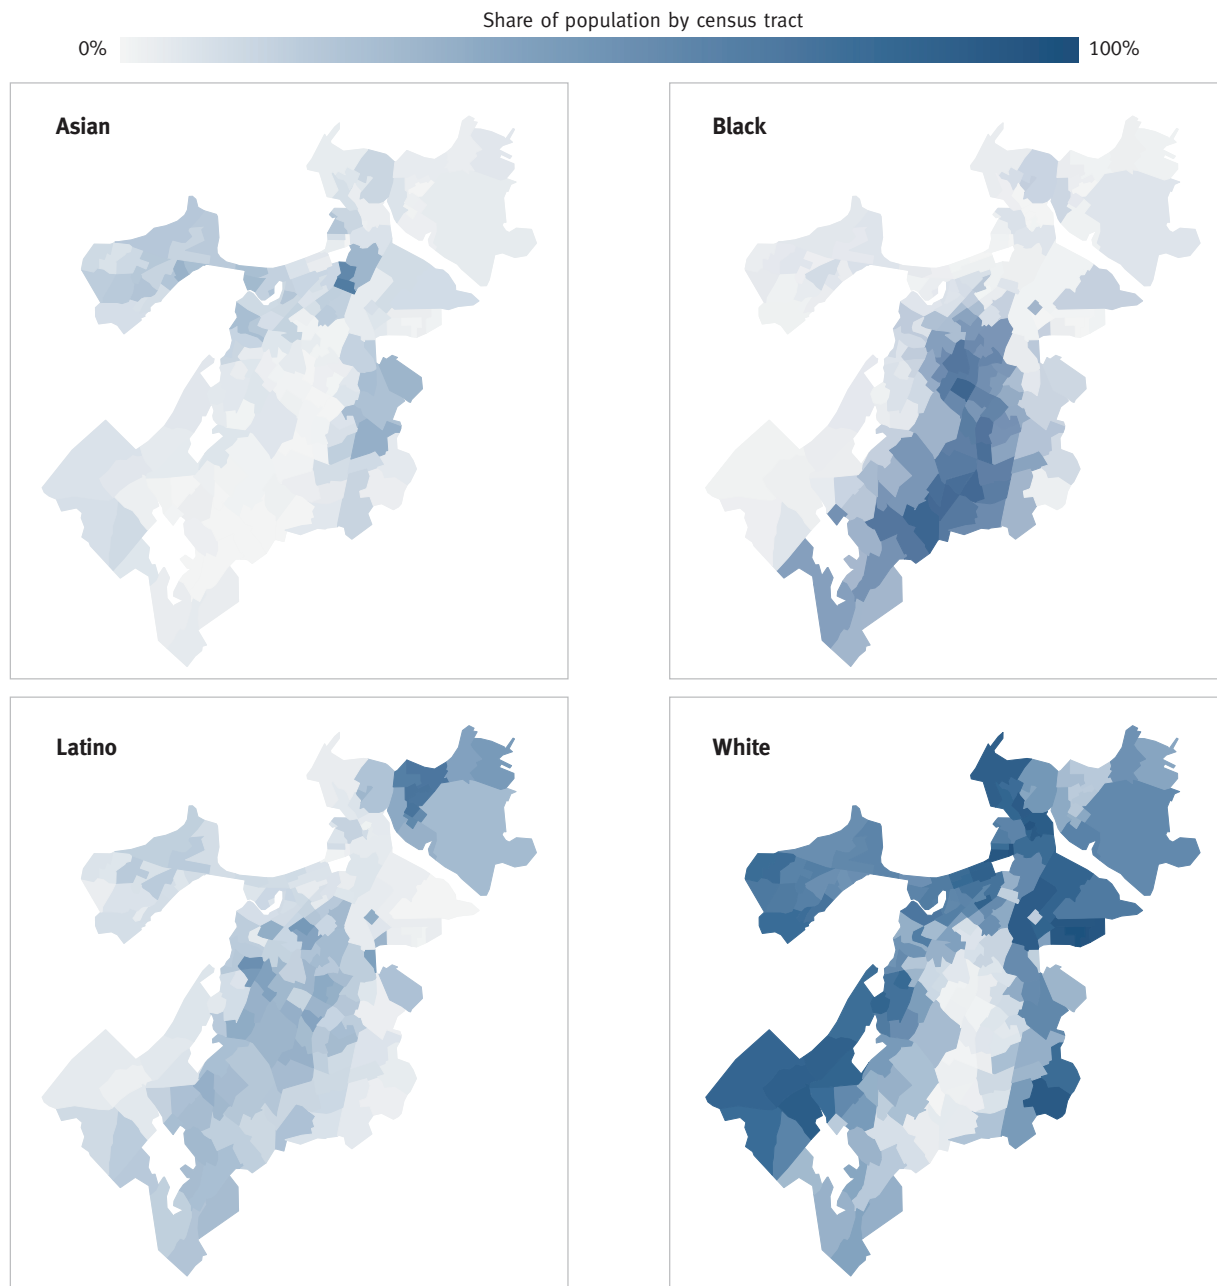 Share of population by census tract
0% 100%
Asian
Black
Latino
White